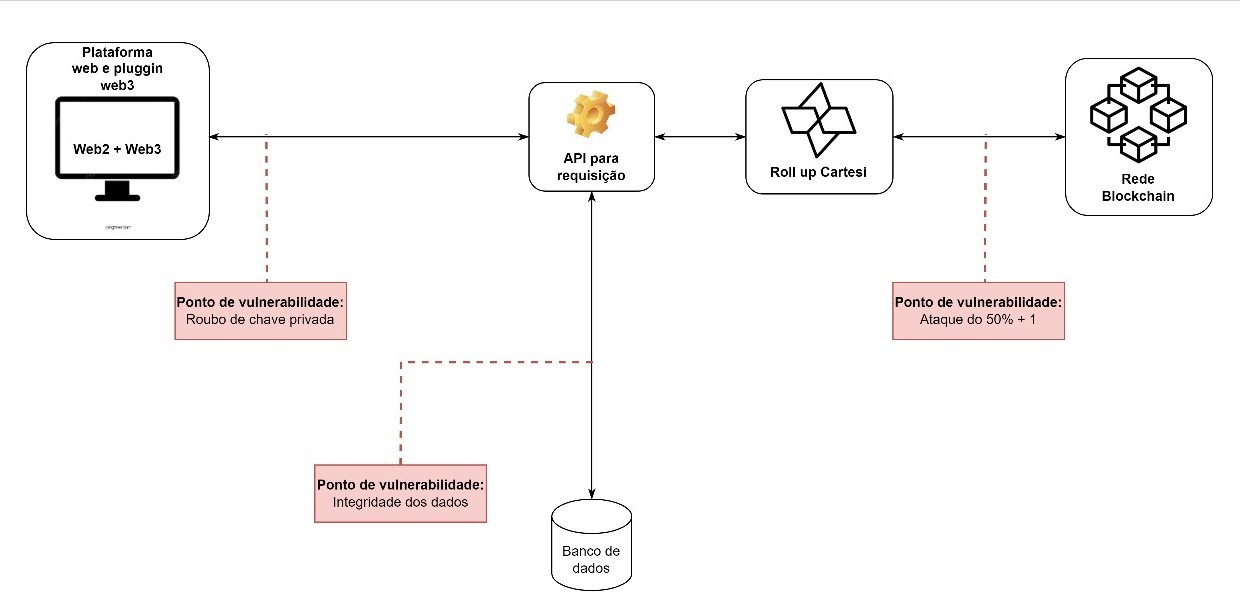 Plataforma
web e pluggin
web3
Web2 + Web3
API para
requisição
Roll up Cartesi
Rede
Blockchain
Ponto de vulnerabilidade:
Roubo de chave privada
Ponto de vulnerabilidade:
Ataque do 50% + 1
Ponto de vulnerabilidade:
Integridade dos dados
Banco de
dados